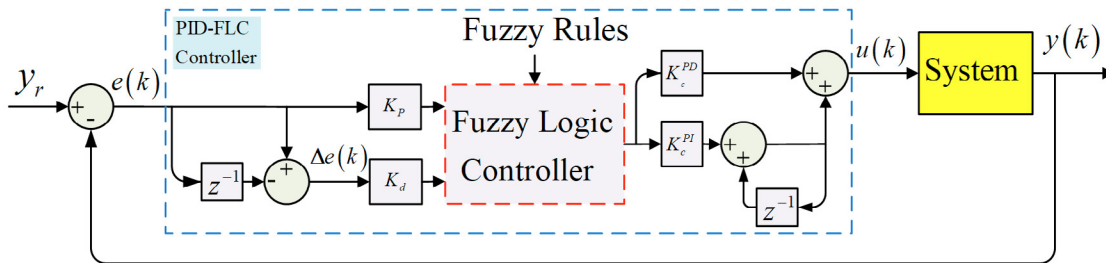 PID-FLC
Controller
Fuzzy Rules
y_r
+
-
e(k)
z^{-1}
+
-
Δe(k)
K_P
K_d
Fuzzy Logic
Controller
K_c^{PD}
K_c^{PI}
+
+
z^{-1}
+
+
u(k)
System
y(k)